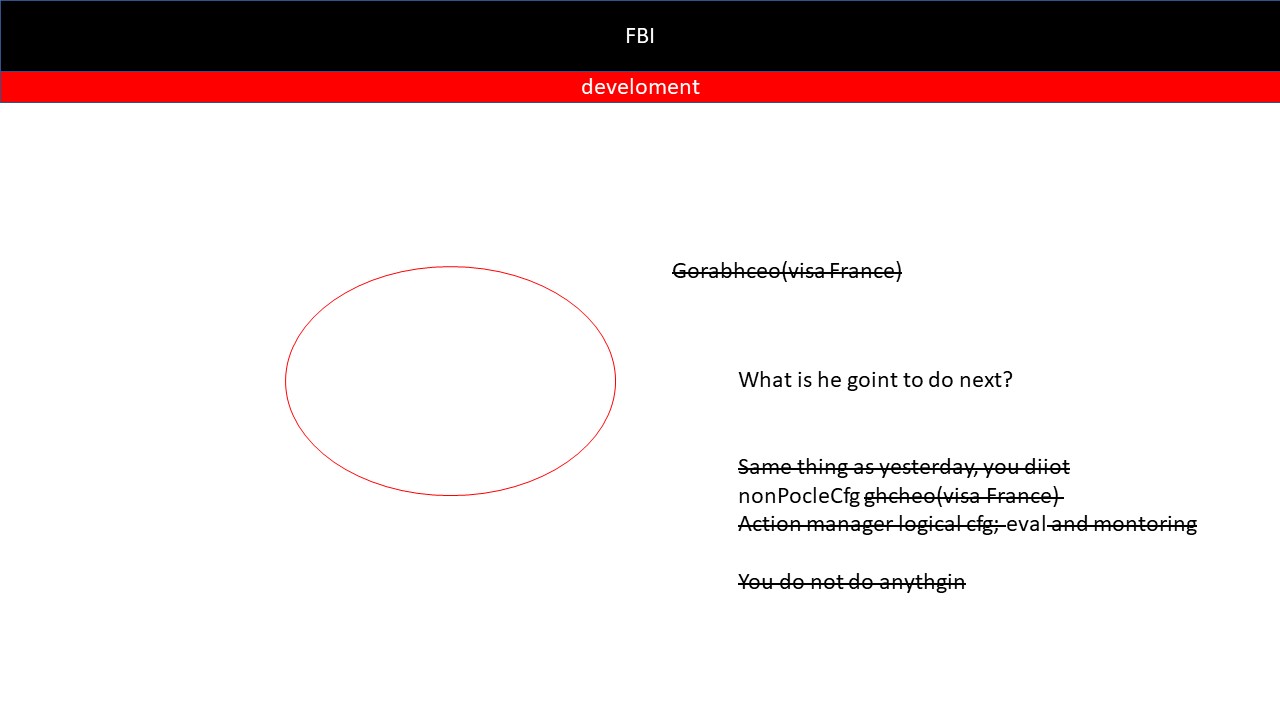 FBI
develoment
Gorabhceo(visa France)
What is he goint to do next?
Same thing as yesterday, you diiot
nonPocleCfg ghcheo(visa France)
Action manager logical cfg; eval and montoring
You do not do anythgin